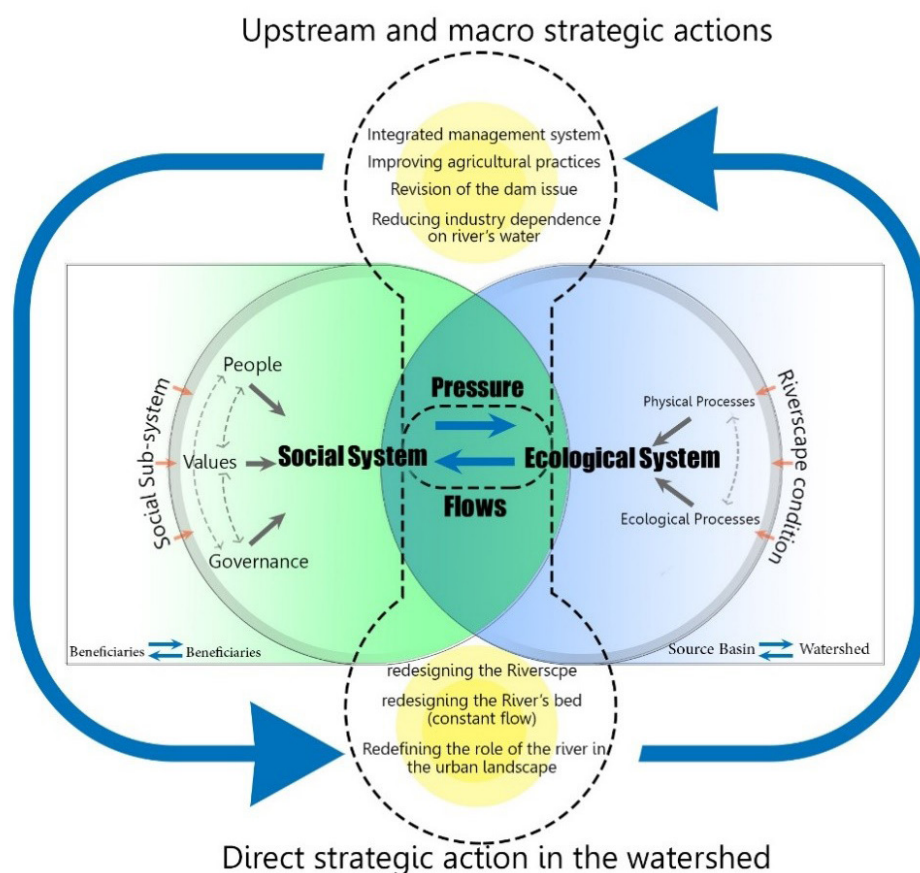 Upstream and macro strategic actions
Integrated management system
Improving agricultural practices
Revision of the dam issue
Reducing industry dependence
on river's water
Social Sub-system
People
Values
Governance
Social System
Pressure
Flows
Ecological System
Physical Processes
Ecological Processes
Riverscape condition
Beneficiaries
Beneficiaries
Source Basin
Watershed
redesigning the Riverscpe
redesigning the River's bed
(constant flow)
Redefining the role of the river in
the urban landscape
Direct strategic action in the watershed